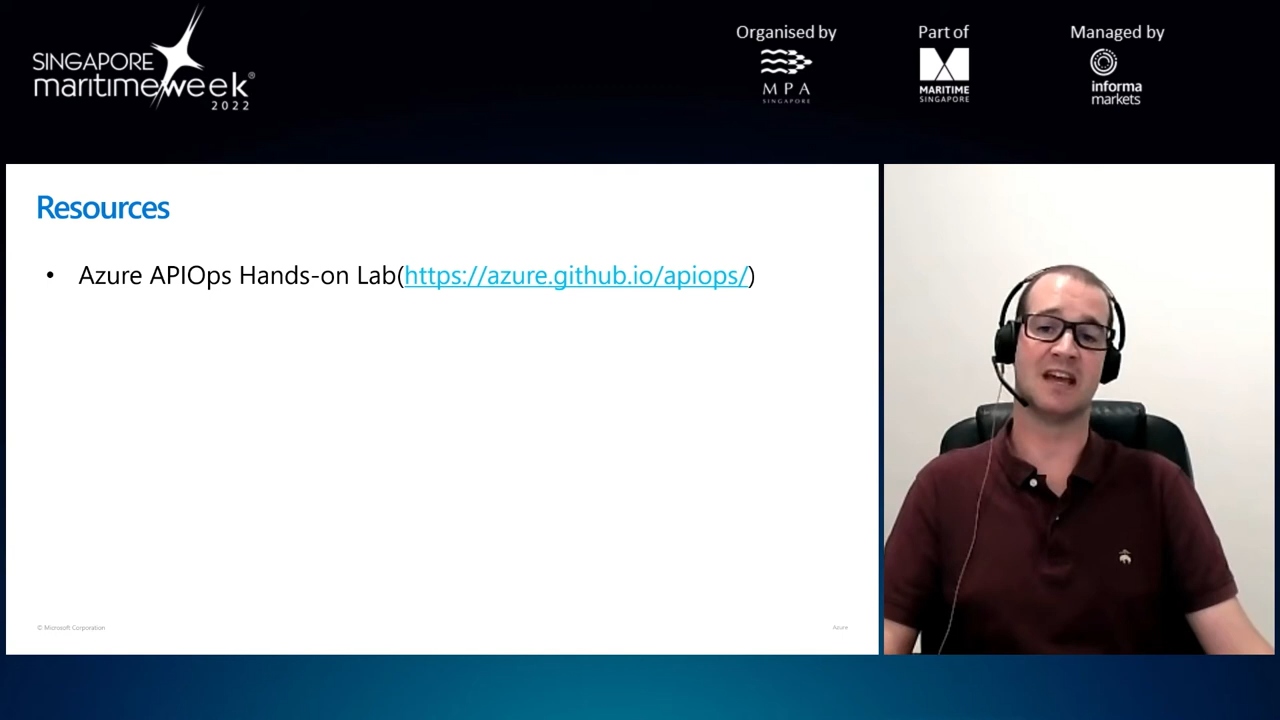 SINGAPORE
maritimeweek®
2022
Organised by
MPA
SINGAPORE
Part of
MARITIME
SINGAPORE
Managed by
informa
markets
Resources
• Azure APIOps Hands-on Lab(https://azure.github.io/apiops/)
© Microsoft Corporation
Azure